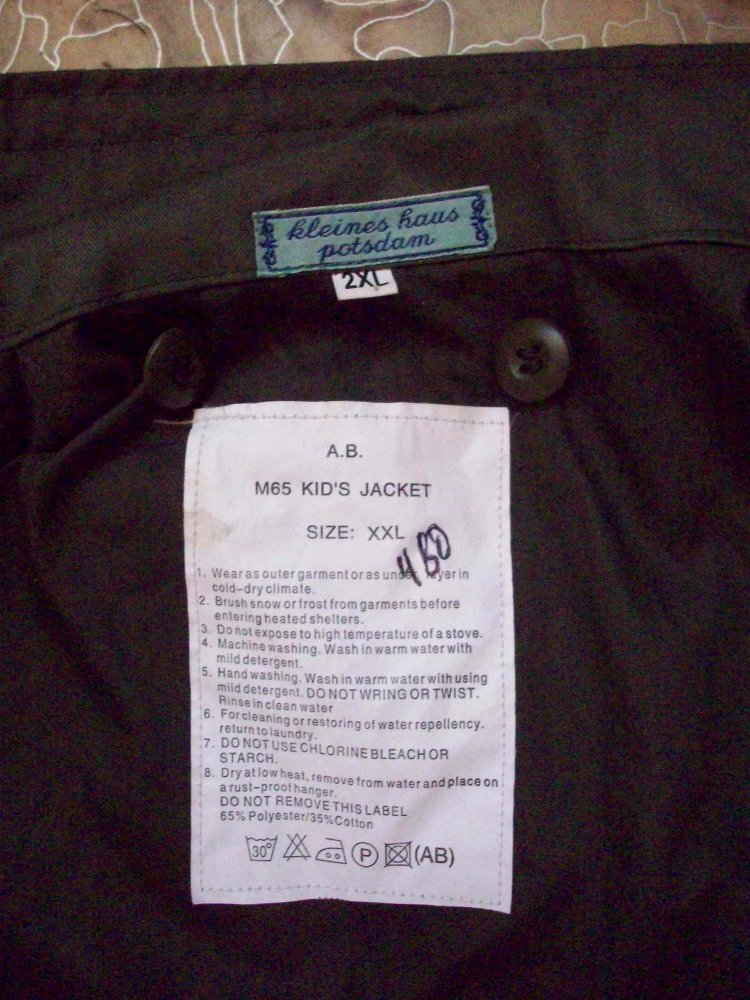 kleines haus
potsdam
2XL
A.B.
M65 KID'S JACKET
SIZE: XXL
480
1. Wear as outer garment or as under layer in
cold-dry climate.
2. Brush snow or frost from garments before
entering heated shelters.
3. Do not expose to high temperature of a stove.
4. Machine washing. Wash in warm water with
mild detergent.
5. Hand washing. Wash in warm water with using
mild detergent. DO NOT WRING OR TWIST.
Rinse in clean water
6. For cleaning or restoring of water repellency.
return to laundry.
7. DO NOT USE CHLORINE BLEACH OR
STARCH.
8. Dry at low heat, remove from water and place on
a rust-proof hanger.
DO NOT REMOVE THIS LABEL
65% Polyester/35%Cotton
30° P (AB)